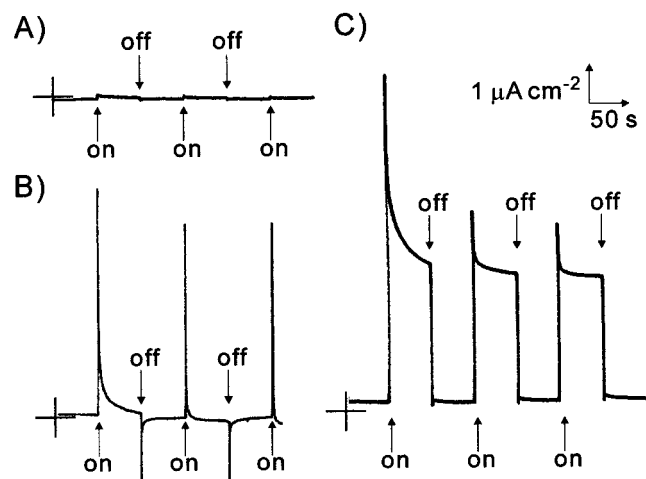 A)
off off
on on on
B)
off off
on on on
C)
1 μA cm⁻²
50 s
off off off
on on on